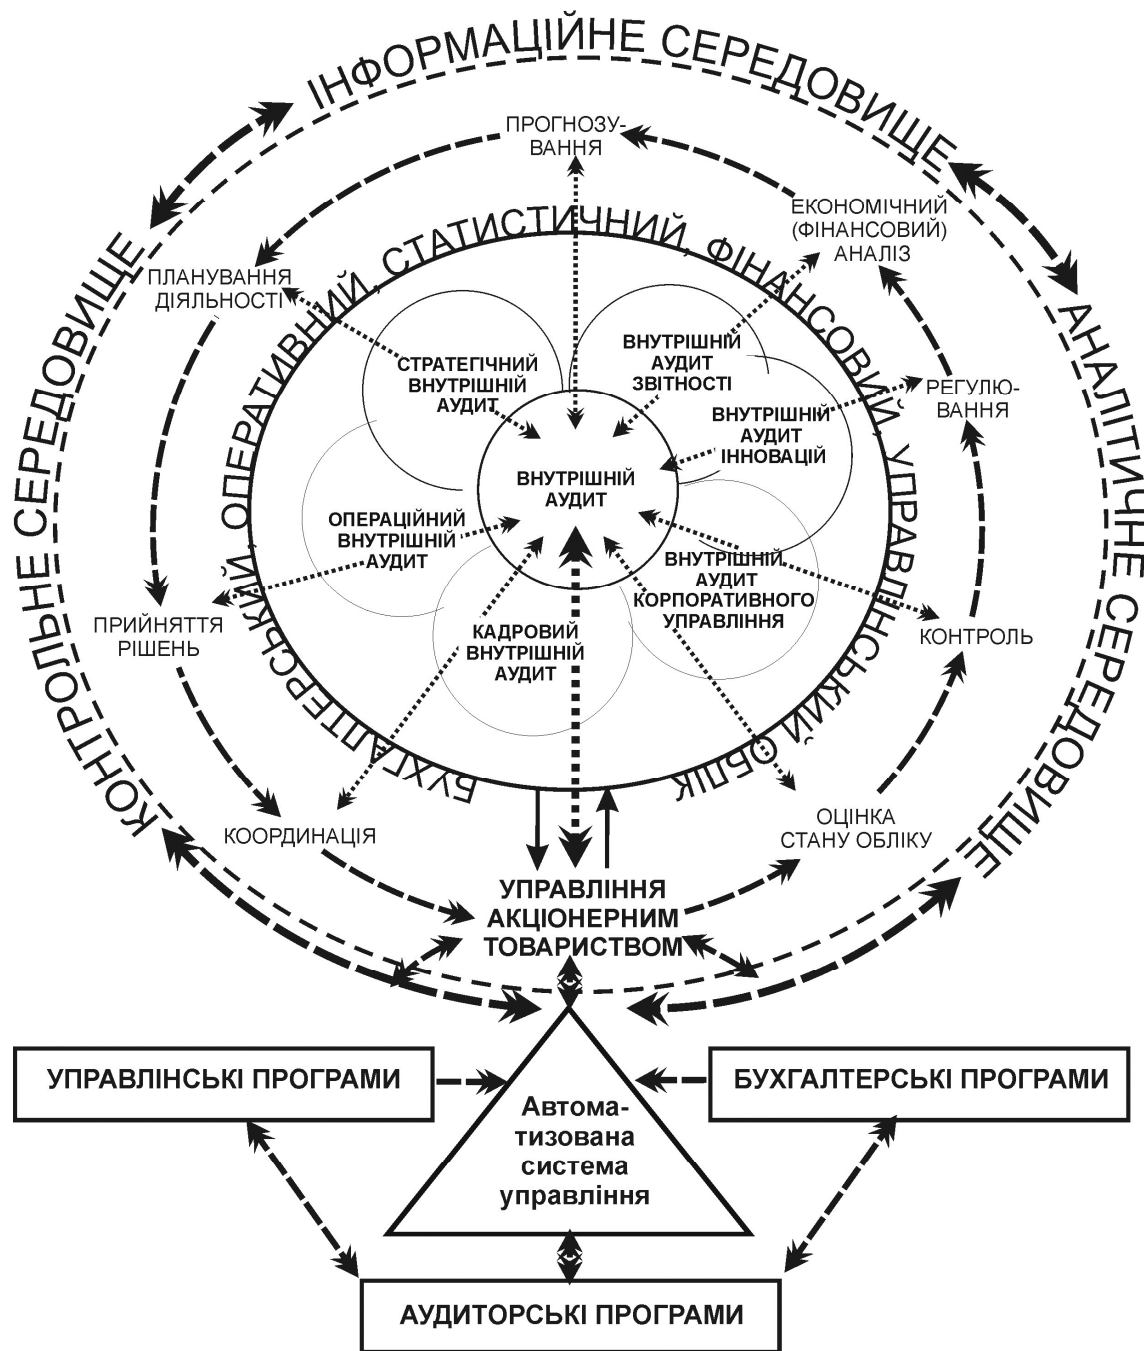 ІНФОРМАЦІЙНЕ СЕРЕДОВИЩЕ
КОНТРОЛЬНЕ СЕРЕДОВИЩЕ
АНАЛІТИЧНЕ СЕРЕДОВИЩЕ
ПРОГНОЗУ-
ВАННЯ
ЕКОНОМІЧНИЙ
(ФІНАНСОВИЙ)
АНАЛІЗ
ПЛАНУВАННЯ
ДІЯЛЬНОСТІ
БУХГАЛТЕРСЬКИЙ, ОПЕРАТИВНИЙ, СТАТИСТИЧНИЙ, ФІНАНСОВИЙ, УПРАВЛІНСЬКИЙ ОБЛІК
СТРАТЕГІЧНИЙ
ВНУТРІШНІЙ
АУДИТ
ВНУТРІШНІЙ
АУДИТ
ЗВІТНОСТІ
РЕГУЛЮ-
ВАННЯ
ВНУТРІШНІЙ
АУДИТ
ІННОВАЦІЙ
ВНУТРІШНІЙ
АУДИТ
ОПЕРАЦІЙНИЙ
ВНУТРІШНІЙ
АУДИТ
ВНУТРІШНІЙ
АУДИТ
КОРПОРАТИВНОГО
УПРАВЛІННЯ
ПРИЙНЯТТЯ
РІШЕНЬ
КАДРОВИЙ
ВНУТРІШНІЙ
АУДИТ
КОНТРОЛЬ
КООРДИНАЦІЯ
ОЦІНКА
СТАНУ ОБЛІКУ
УПРАВЛІННЯ
АКЦІОНЕРНИМ
ТОВАРИСТВОМ
УПРАВЛІНСЬКІ ПРОГРАМИ
БУХГАЛТЕРСЬКІ ПРОГРАМИ
Автома-
тизована
система
управління
АУДИТОРСЬКІ ПРОГРАМИ